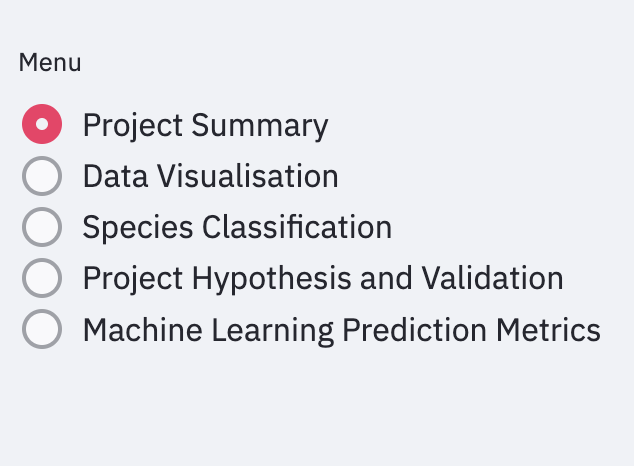 Menu
Project Summary
Data Visualisation
Species Classification
Project Hypothesis and Validation
Machine Learning Prediction Metrics